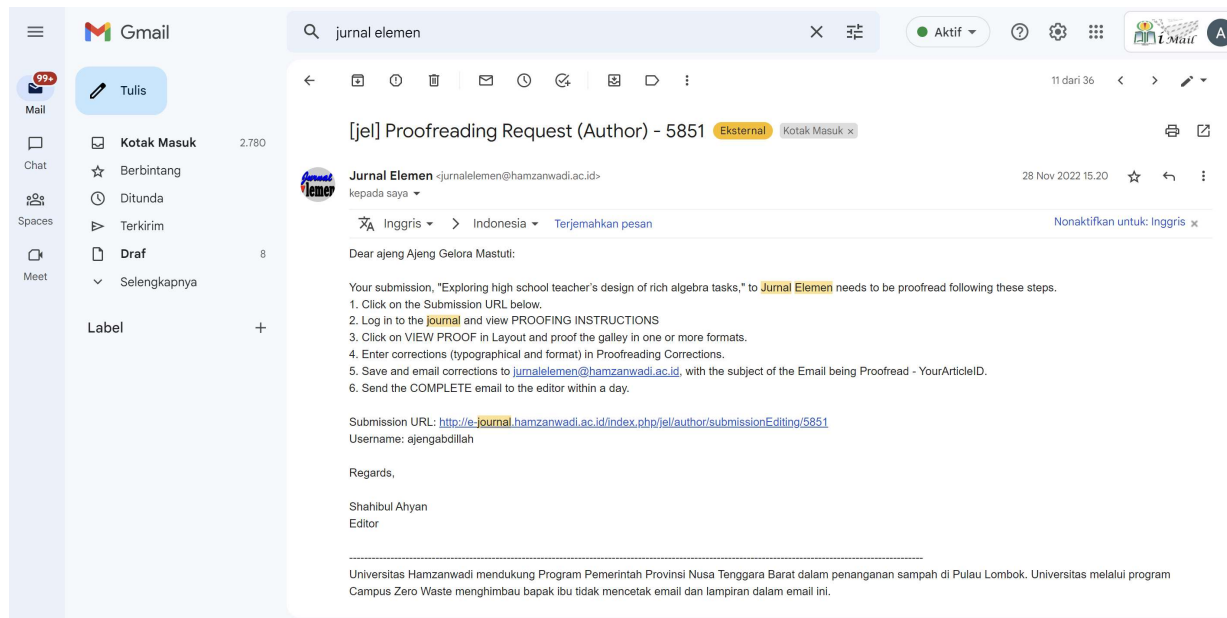 Gmail
jurnal elemen
Aktif
i Mail
A
99+
Mail
Chat
Spaces
Meet
Tulis
Kotak Masuk 2.780
Berbintang
Ditunda
Terkirim
Draf 8
Selengkapnya
Label
11 dari 36
[jel] Proofreading Request (Author) - 5851 Eksternal Kotak Masuk ×
Jurnal Elemen
Jurnal Elemen <jurnalelemen@hamzanwadi.ac.id> 28 Nov 2022 15.20
kepada saya
Inggris > Indonesia Terjemahkan pesan Nonaktifkan untuk: Inggris ×
Dear ajeng Ajeng Gelora Mastuti:
Your submission, "Exploring high school teacher's design of rich algebra tasks," to Jurnal Elemen needs to be proofread following these steps.
1. Click on the Submission URL below.
2. Log in to the journal and view PROOFING INSTRUCTIONS
3. Click on VIEW PROOF in Layout and proof the galley in one or more formats.
4. Enter corrections (typographical and format) in Proofreading Corrections.
5. Save and email corrections to jurnalelemen@hamzanwadi.ac.id, with the subject of the Email being Proofread - YourArticleID.
6. Send the COMPLETE email to the editor within a day.
Submission URL: http://e-journal.hamzanwadi.ac.id/index.php/jel/author/submissionEditing/5851
Username: ajengabdillah
Regards,
Shahibul Ahyan
Editor
Universitas Hamzanwadi mendukung Program Pemerintah Provinsi Nusa Tenggara Barat dalam penanganan sampah di Pulau Lombok. Universitas melalui program
Campus Zero Waste menghimbau bapak ibu tidak mencetak email dan lampiran dalam email ini.